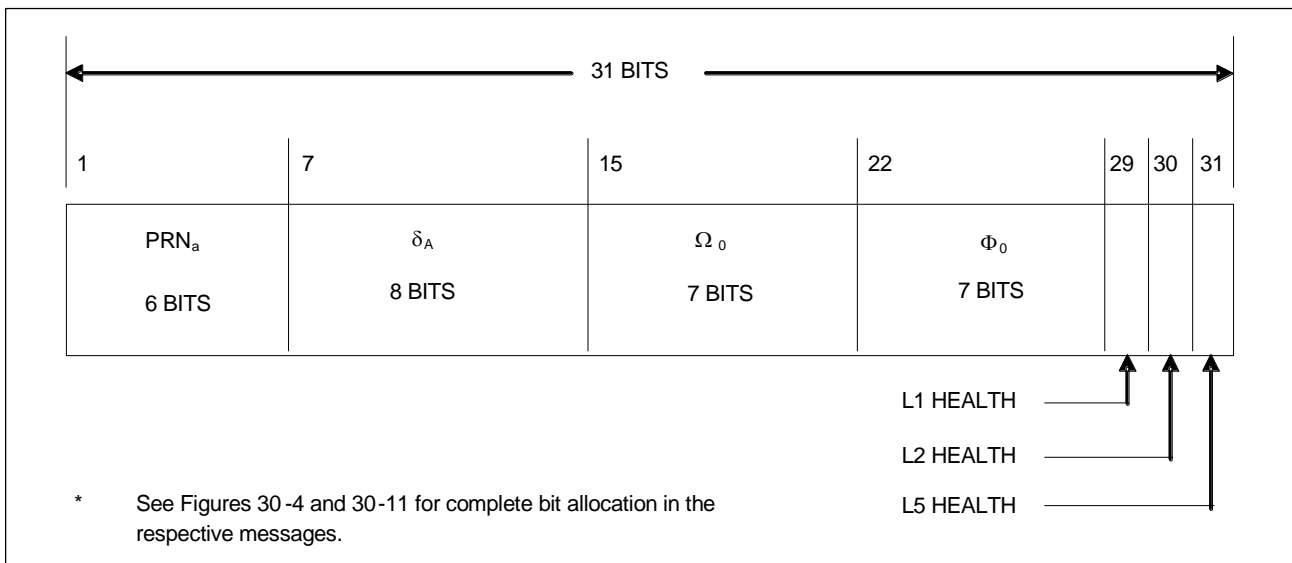 31 BITS
1 7 15 22 29 30 31
PRNa δA Ω 0 Φ0
6 BITS 8 BITS 7 BITS 7 BITS
L1 HEALTH
L2 HEALTH
L5 HEALTH
* See Figures 30-4 and 30-11 for complete bit allocation in the
respective messages.